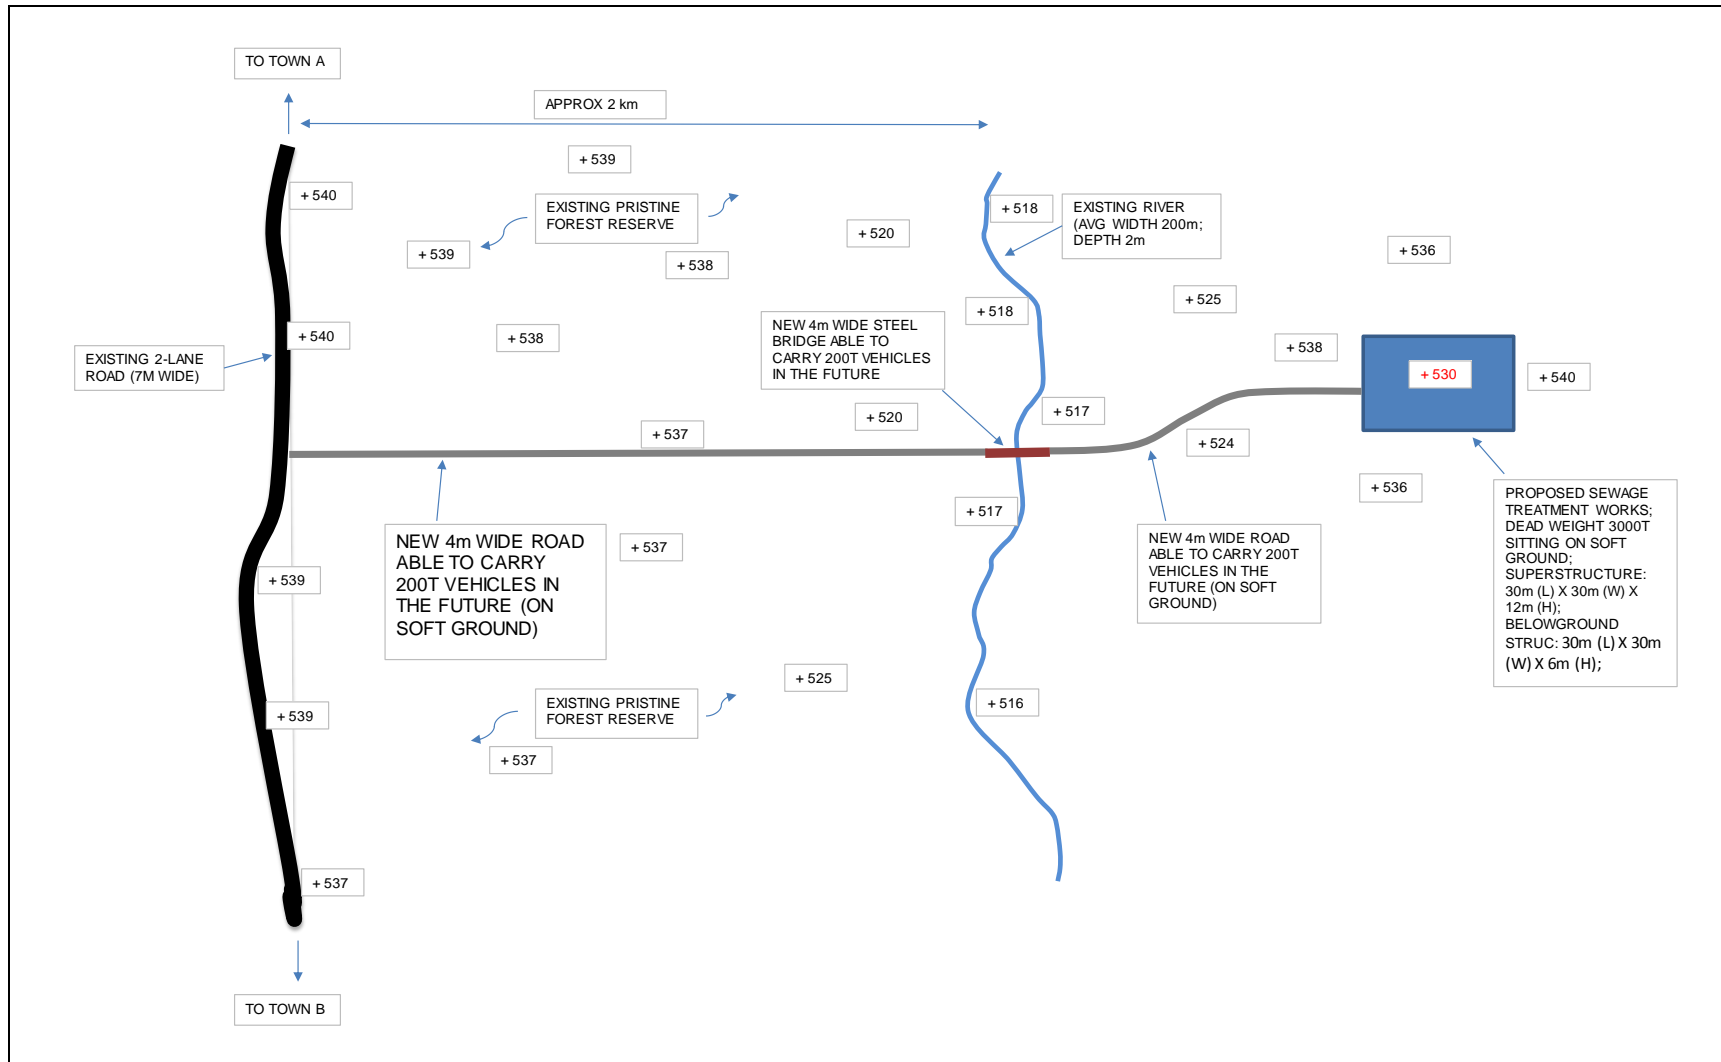 TO TOWN A
APPROX 2 km
+ 539
+ 540
EXISTING PRISTINE
FOREST RESERVE
+ 518
EXISTING RIVER
(AVG WIDTH 200m;
DEPTH 2m
+ 520
+ 539
+ 538
+ 536
+ 525
+ 518
+ 540
+ 538
NEW 4m WIDE STEEL
BRIDGE ABLE TO
CARRY 200T VEHICLES
IN THE FUTURE
+ 538
EXISTING 2-LANE
ROAD (7M WIDE)
+ 530
+ 540
+ 520
+ 517
+ 537
+ 524
+ 536
+ 517
PROPOSED SEWAGE
TREATMENT WORKS;
DEAD WEIGHT 3000T
SITTING ON SOFT
GROUND;
SUPERSTRUCTURE:
30m (L) X 30m (W) X
12m (H);
BELOWGROUND
STRUC: 30m (L) X 30m
(W) X 6m (H);
NEW 4m WIDE ROAD
ABLE TO CARRY
200T VEHICLES IN
THE FUTURE (ON
SOFT GROUND)
+ 537
NEW 4m WIDE ROAD
ABLE TO CARRY 200T
VEHICLES IN THE
FUTURE (ON SOFT
GROUND)
+ 539
+ 525
EXISTING PRISTINE
FOREST RESERVE
+ 516
+ 539
+ 537
+ 537
TO TOWN B